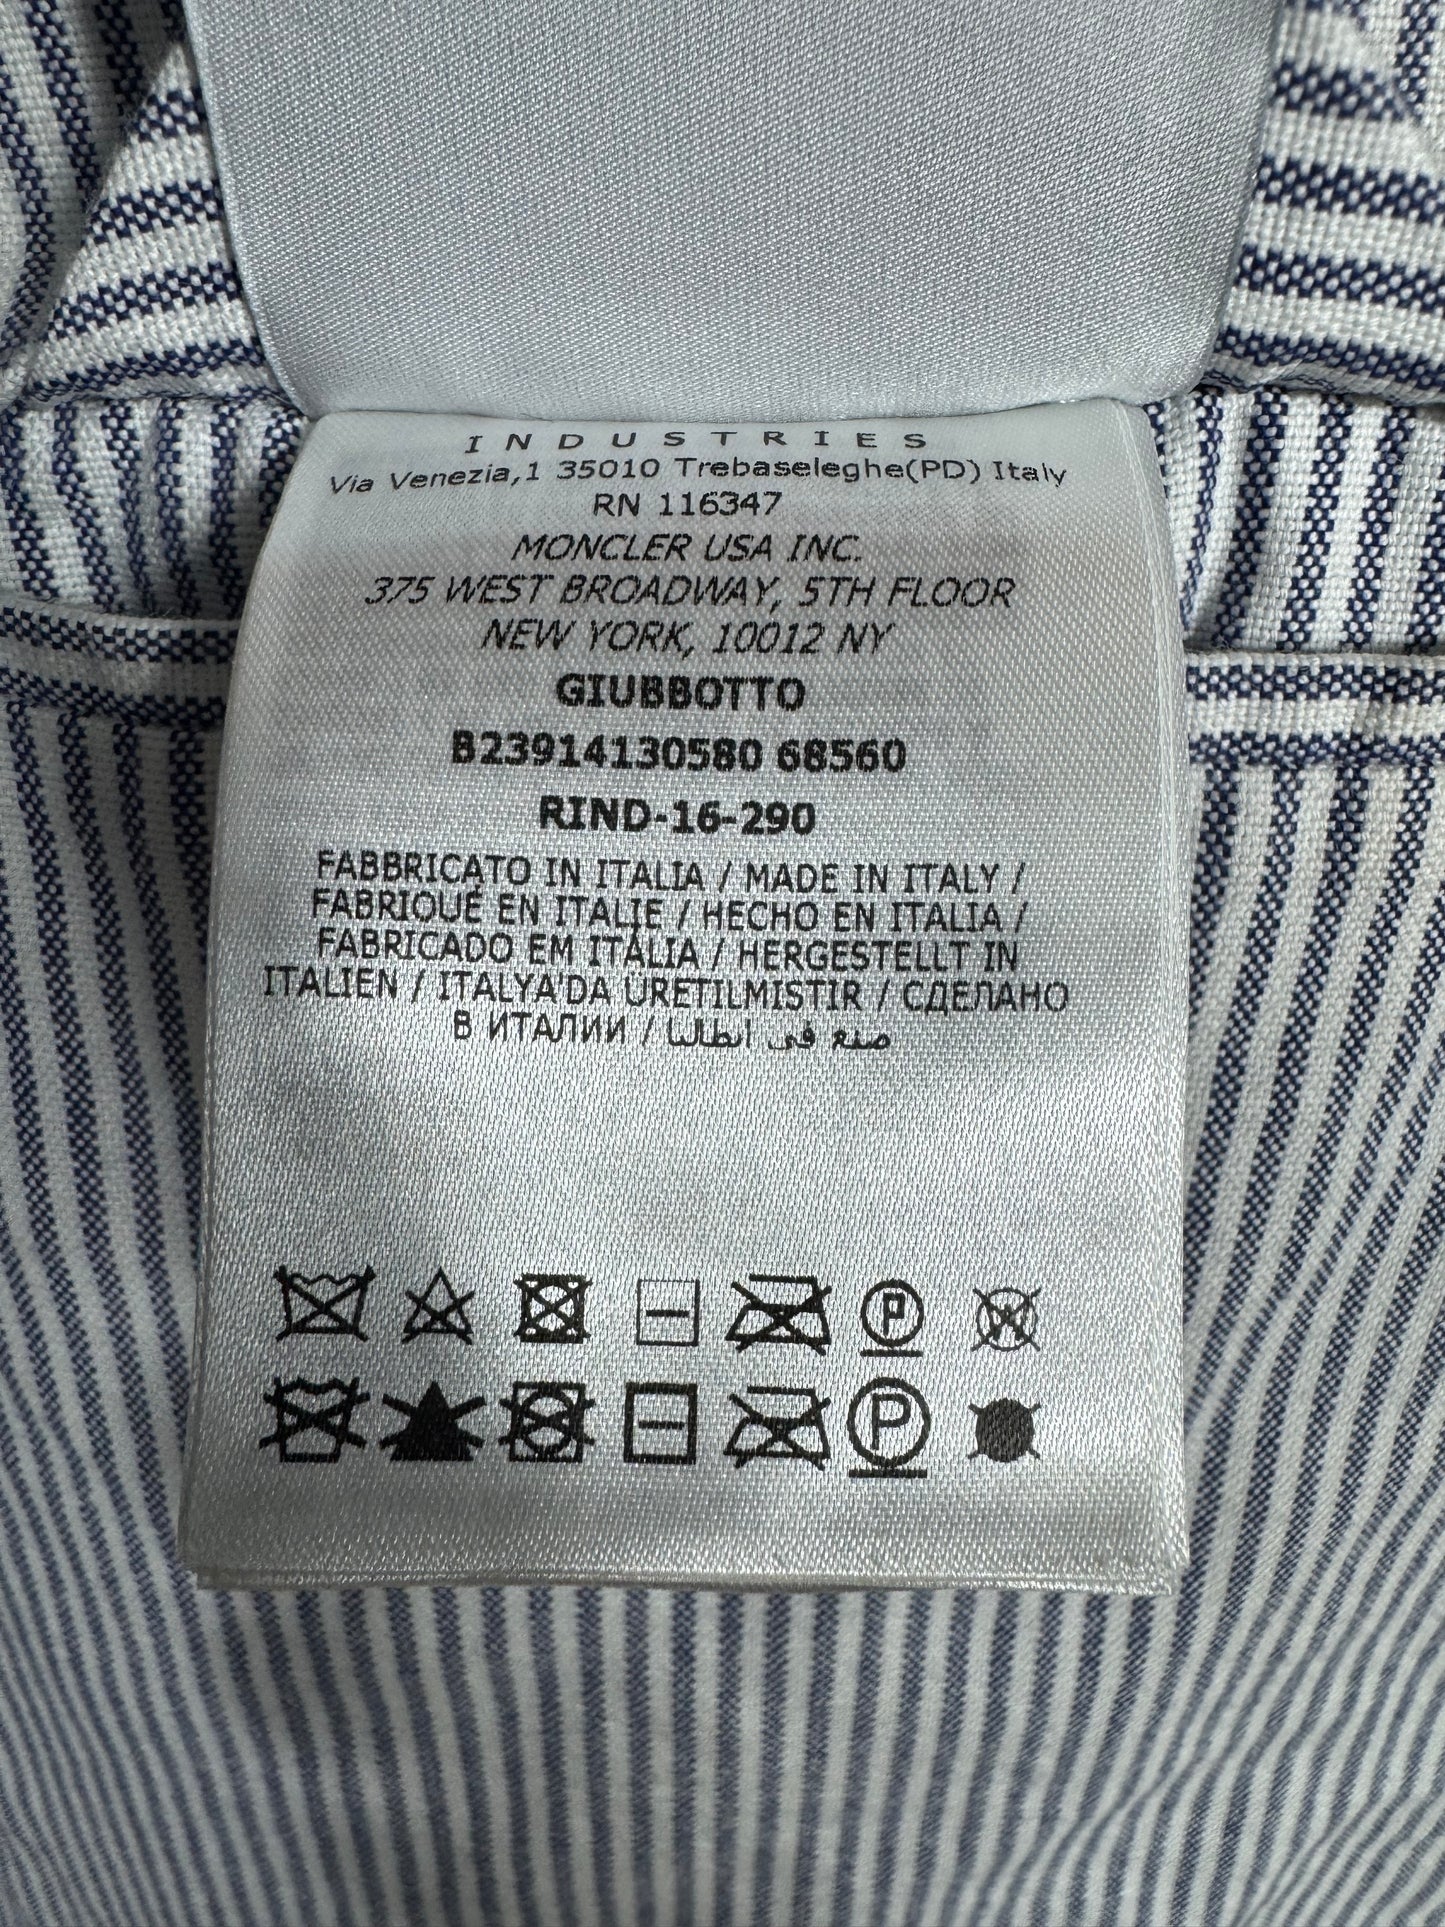 INDUSTRIES
Via Venezia,1 35010 Trebaseleghe(PD) Italy
RN 116347
MONCLER USA INC.
375 WEST BROADWAY, 5TH FLOOR
NEW YORK, 10012 NY
GIUBBOTTO
B23914130580 68560
RIND-16-290
FABBRICATO IN ITALIA / MADE IN ITALY /
FABRIQUÉ EN ITALIE / HECHO EN ITALIA /
FABRICADO EM ITÁLIA / HERGESTELLT IN
ITALIEN / ITALYA'DA ÜRETILMISTIR / СДЕЛАНО
В ИТАЛИИ / صنع في ايطاليا
P W
P